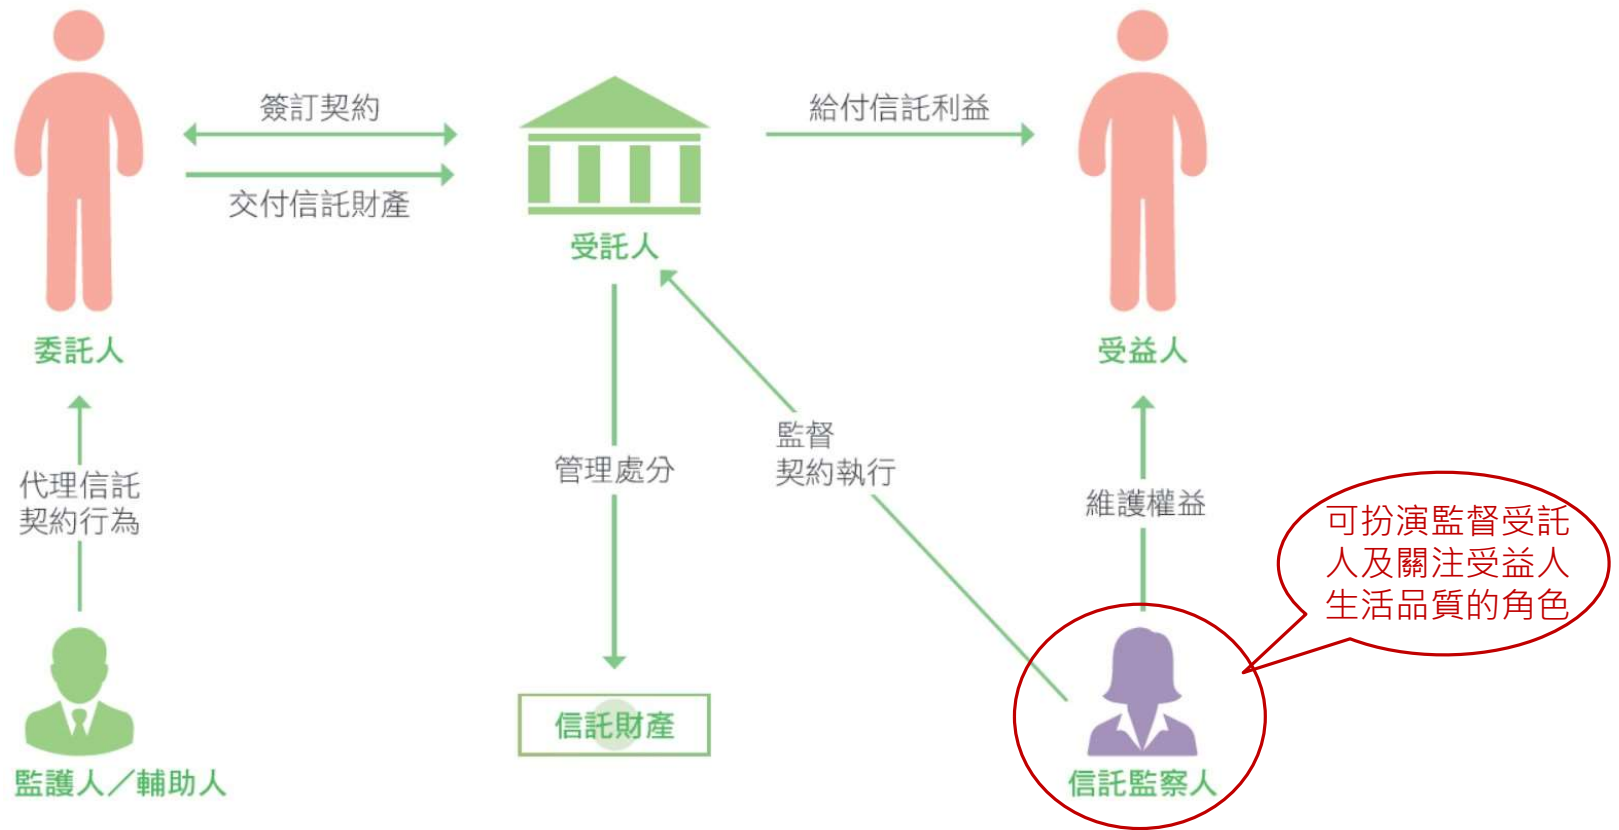 簽訂契約
給付信託利益
交付信託財產
受託人
委託人
受益人
監督
契約執行
管理處分
代理信託
契約行為
維護權益
可扮演監督受託
人及關注受益人
生活品質的角色
信託財產
監護人／輔助人
信託監察人